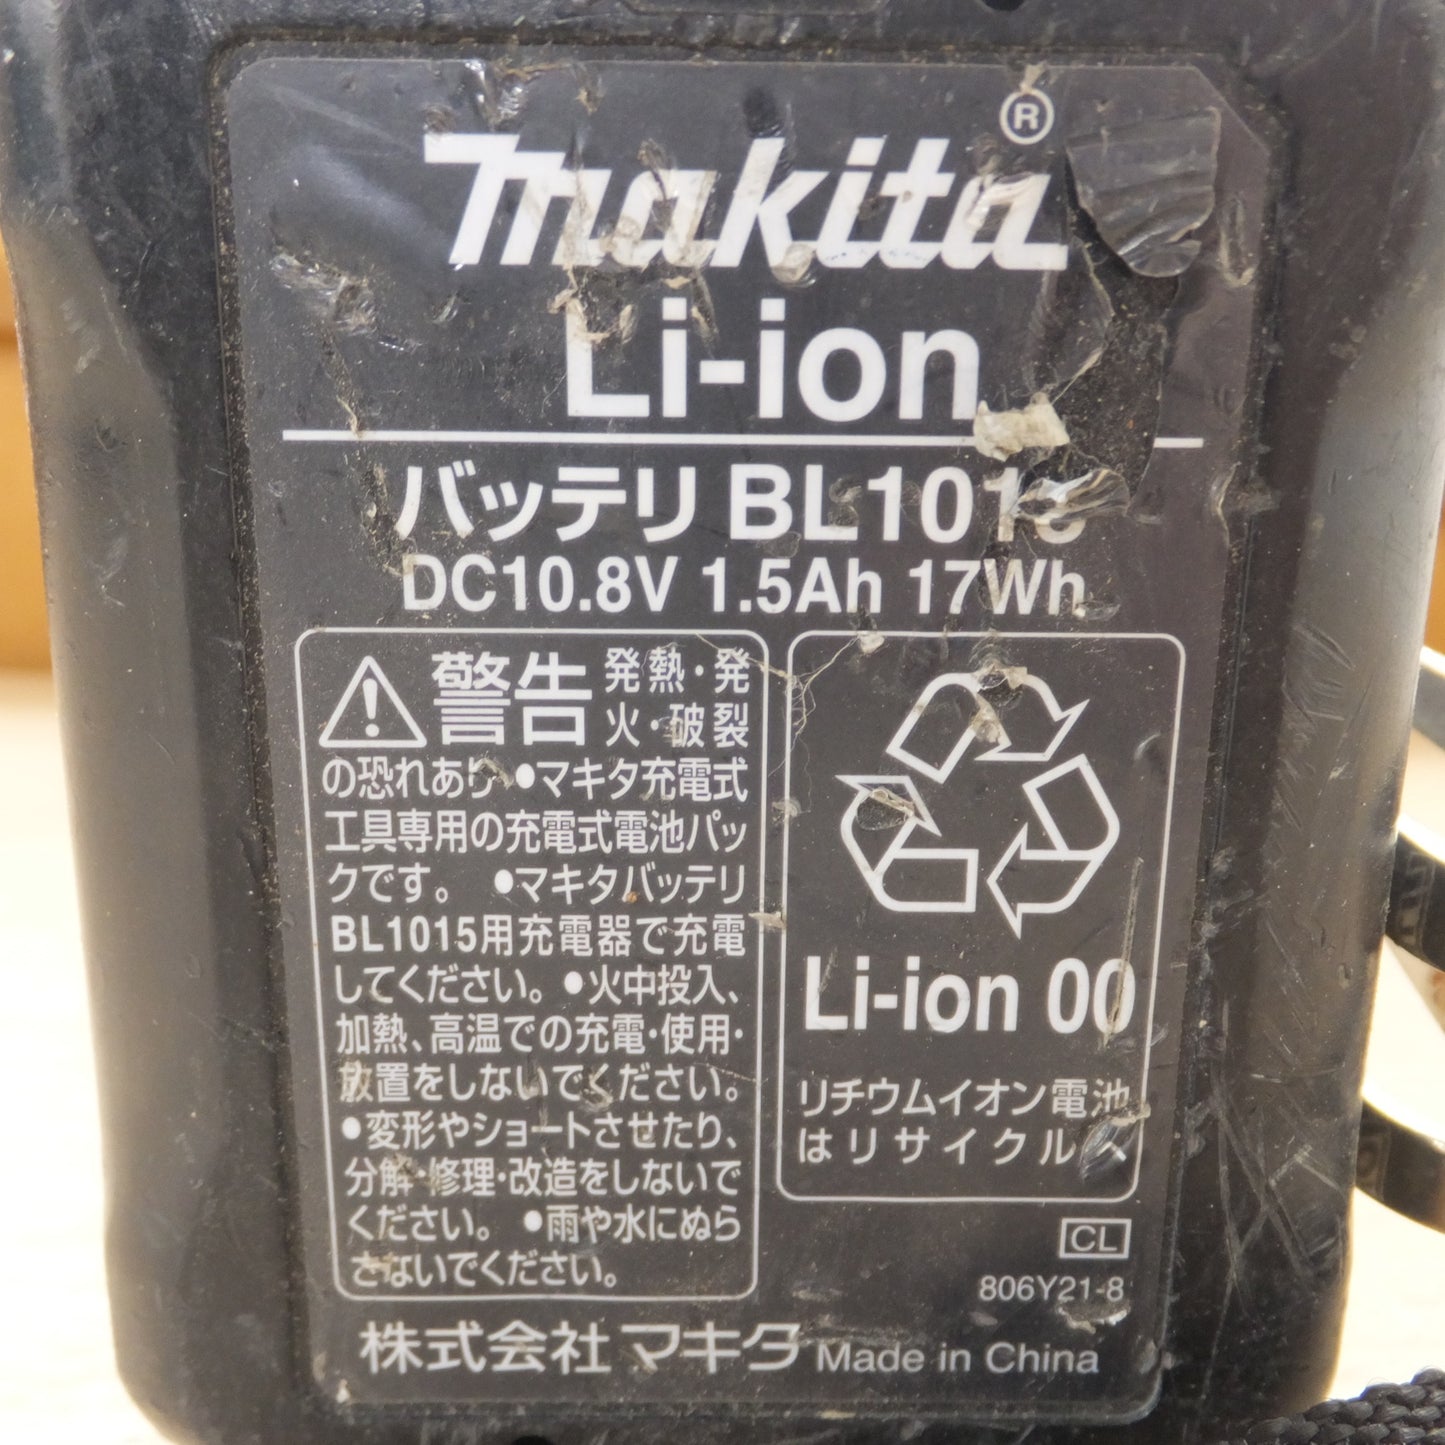 makita®
Li-ion
バッテリ BL1015
DC10.8V 1.5Ah 17Wh
警告 発熱・発
火・破裂
の恐れあり ●マキタ充電式
工具専用の充電式電池パッ
クです。 ●マキタバッテリ
BL1015用充電器で充電
してください。 ●火中投入、
加熱、高温での充電・使用・
放置をしないでください。
●変形やショートさせたり、
分解・修理・改造をしないで
ください。 ●雨や水にぬら
さないでください。
Li-ion 00
リチウムイオン電池
はリサイクルへ
CL
806Y21-8
株式会社マキタ Made in China